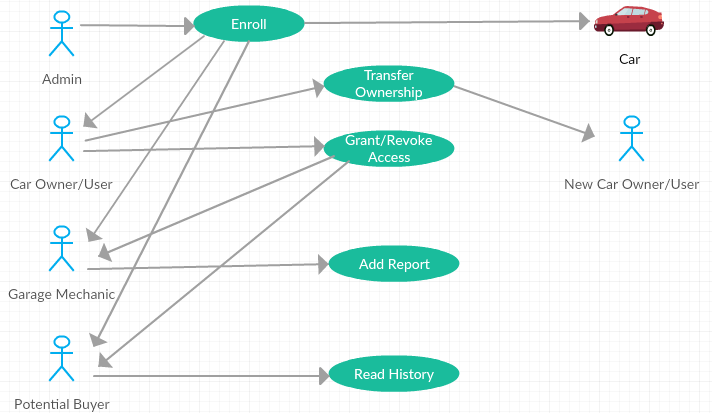 Enroll
Admin
Car
Transfer
Ownership
Grant/Revoke
Access
Car Owner/User
New Car Owner/User
Add Report
Garage Mechanic
Read History
Potential Buyer